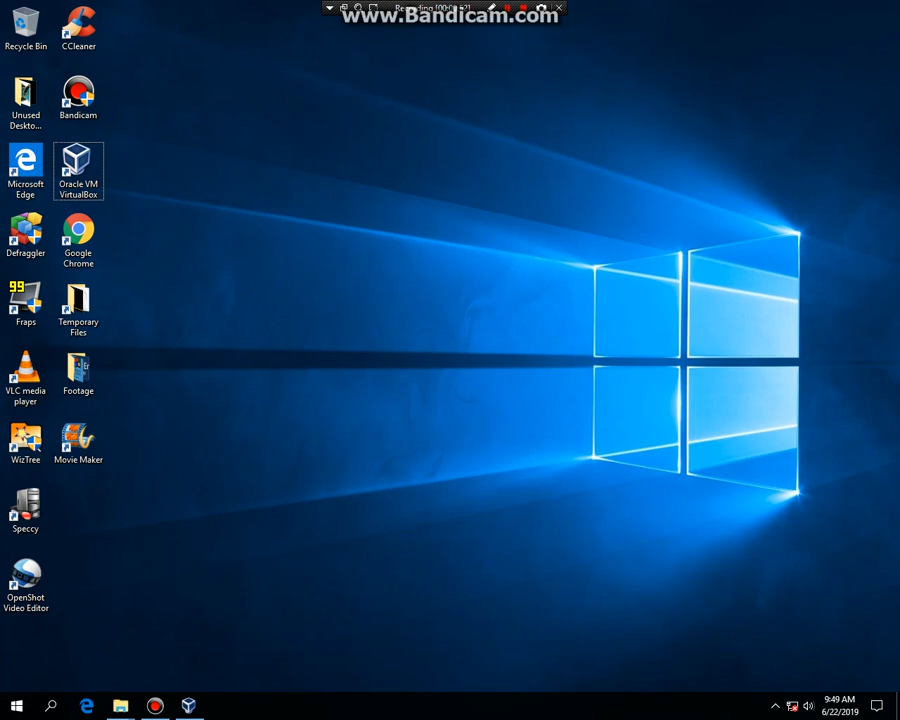 www.Bandicam.com
Recycle Bin
CCleaner
Unused
Deskto...
Bandicam
Microsoft
Edge
Oracle VM
VirtualBox
Defraggler
Google
Chrome
99
Fraps
Temporary
Files
VLC media
player
Footage
WizTree
Movie Maker
Speccy
OpenShot
Video Editor
9:49 AM
6/22/2019